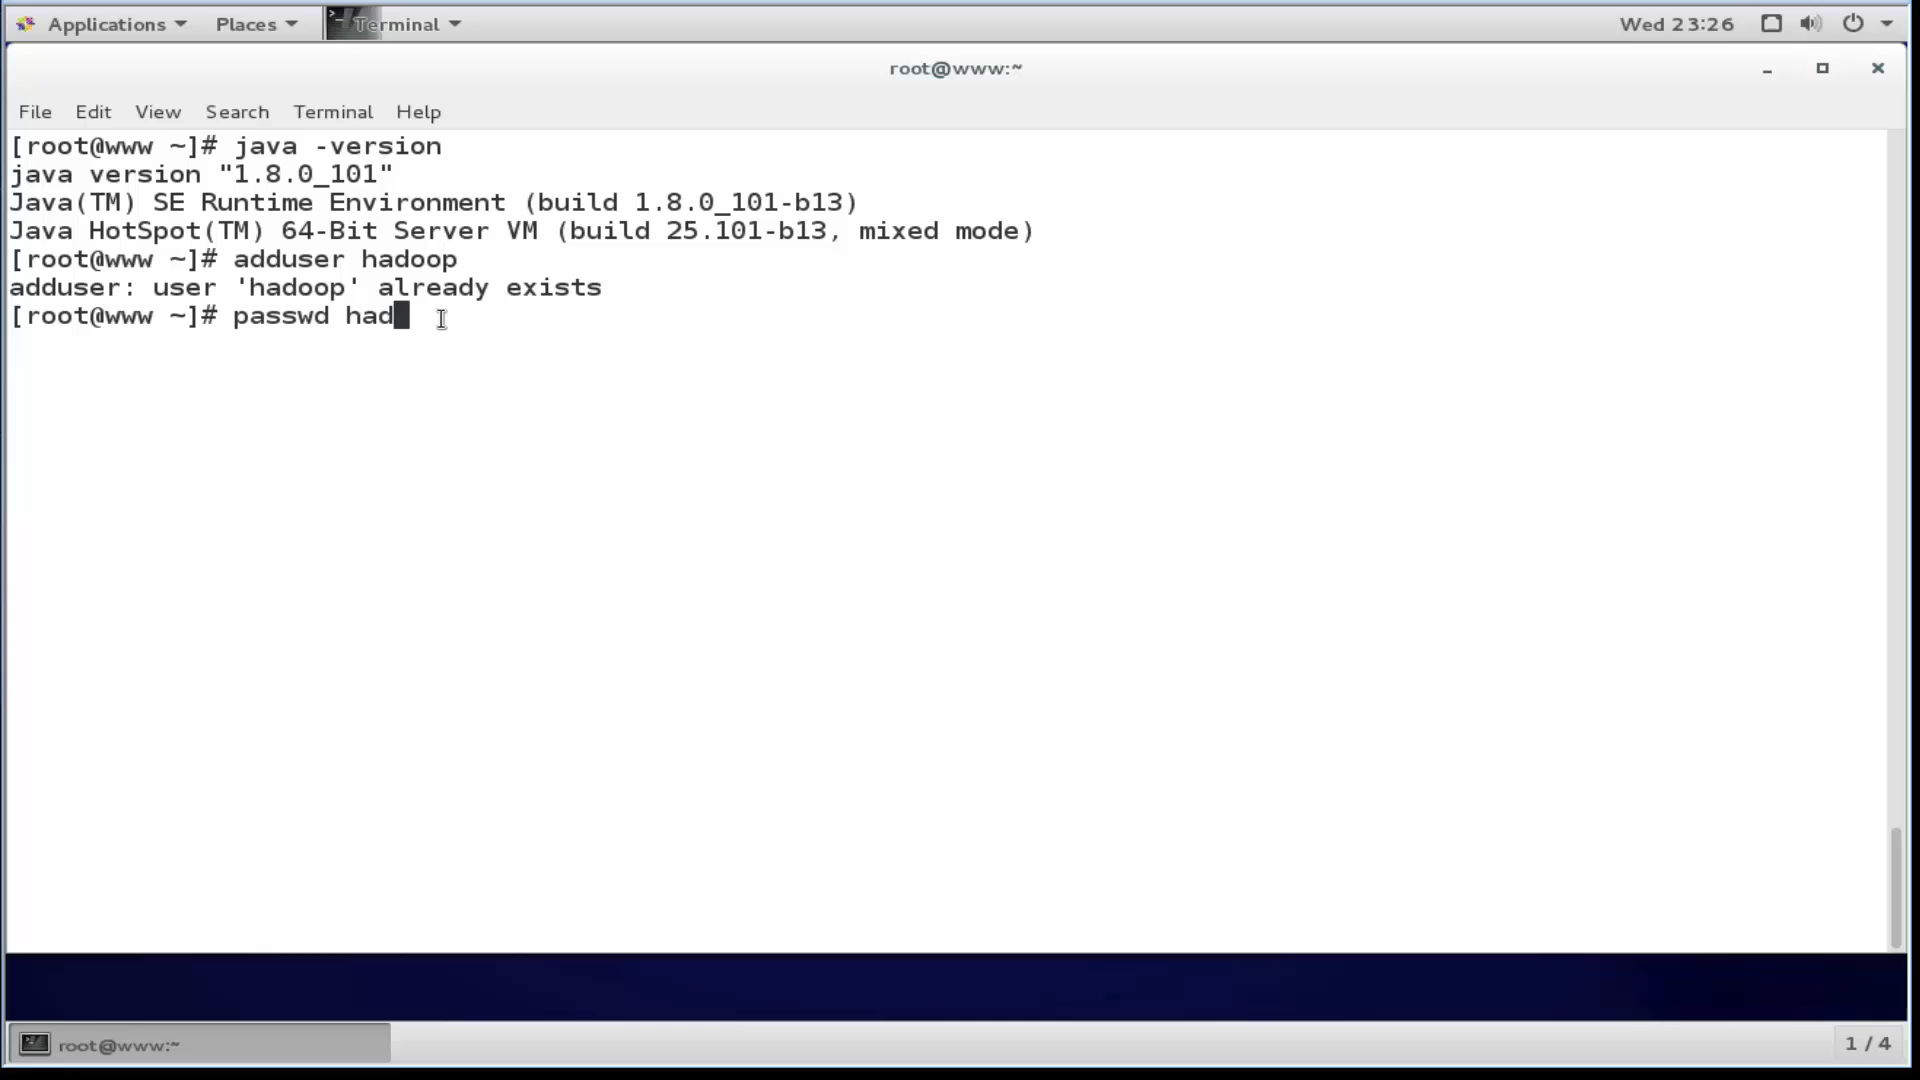 Applications Places Terminal Wed 23:26
root@www:~
File Edit View Search Terminal Help
[root@www ~]# java -version
java version "1.8.0_101"
Java(TM) SE Runtime Environment (build 1.8.0_101-b13)
Java HotSpot(TM) 64-Bit Server VM (build 25.101-b13, mixed mode)
[root@www ~]# adduser hadoop
adduser: user 'hadoop' already exists
[root@www ~]# passwd had
root@www:~ 1 / 4